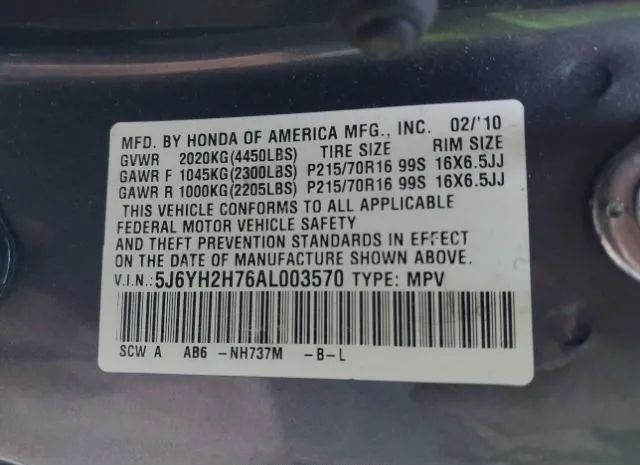 MFD. BY HONDA OF AMERICA MFG., INC. 02/'10
GVWR 2020KG(4450LBS) TIRE SIZE RIM SIZE
GAWR F 1045KG(2300LBS) P215/70R16 99S 16X6.5JJ
GAWR R 1000KG(2205LBS) P215/70R16 99S 16X6.5JJ
THIS VEHICLE CONFORMS TO ALL APPLICABLE
FEDERAL MOTOR VEHICLE SAFETY
AND THEFT PREVENTION STANDARDS IN EFFECT
ON THE DATE OF MANUFACTURE SHOWN ABOVE.
V.I.N.: 5J6YH2H76AL003570 TYPE: MPV
SCW A AB6 -NH737M -B-L